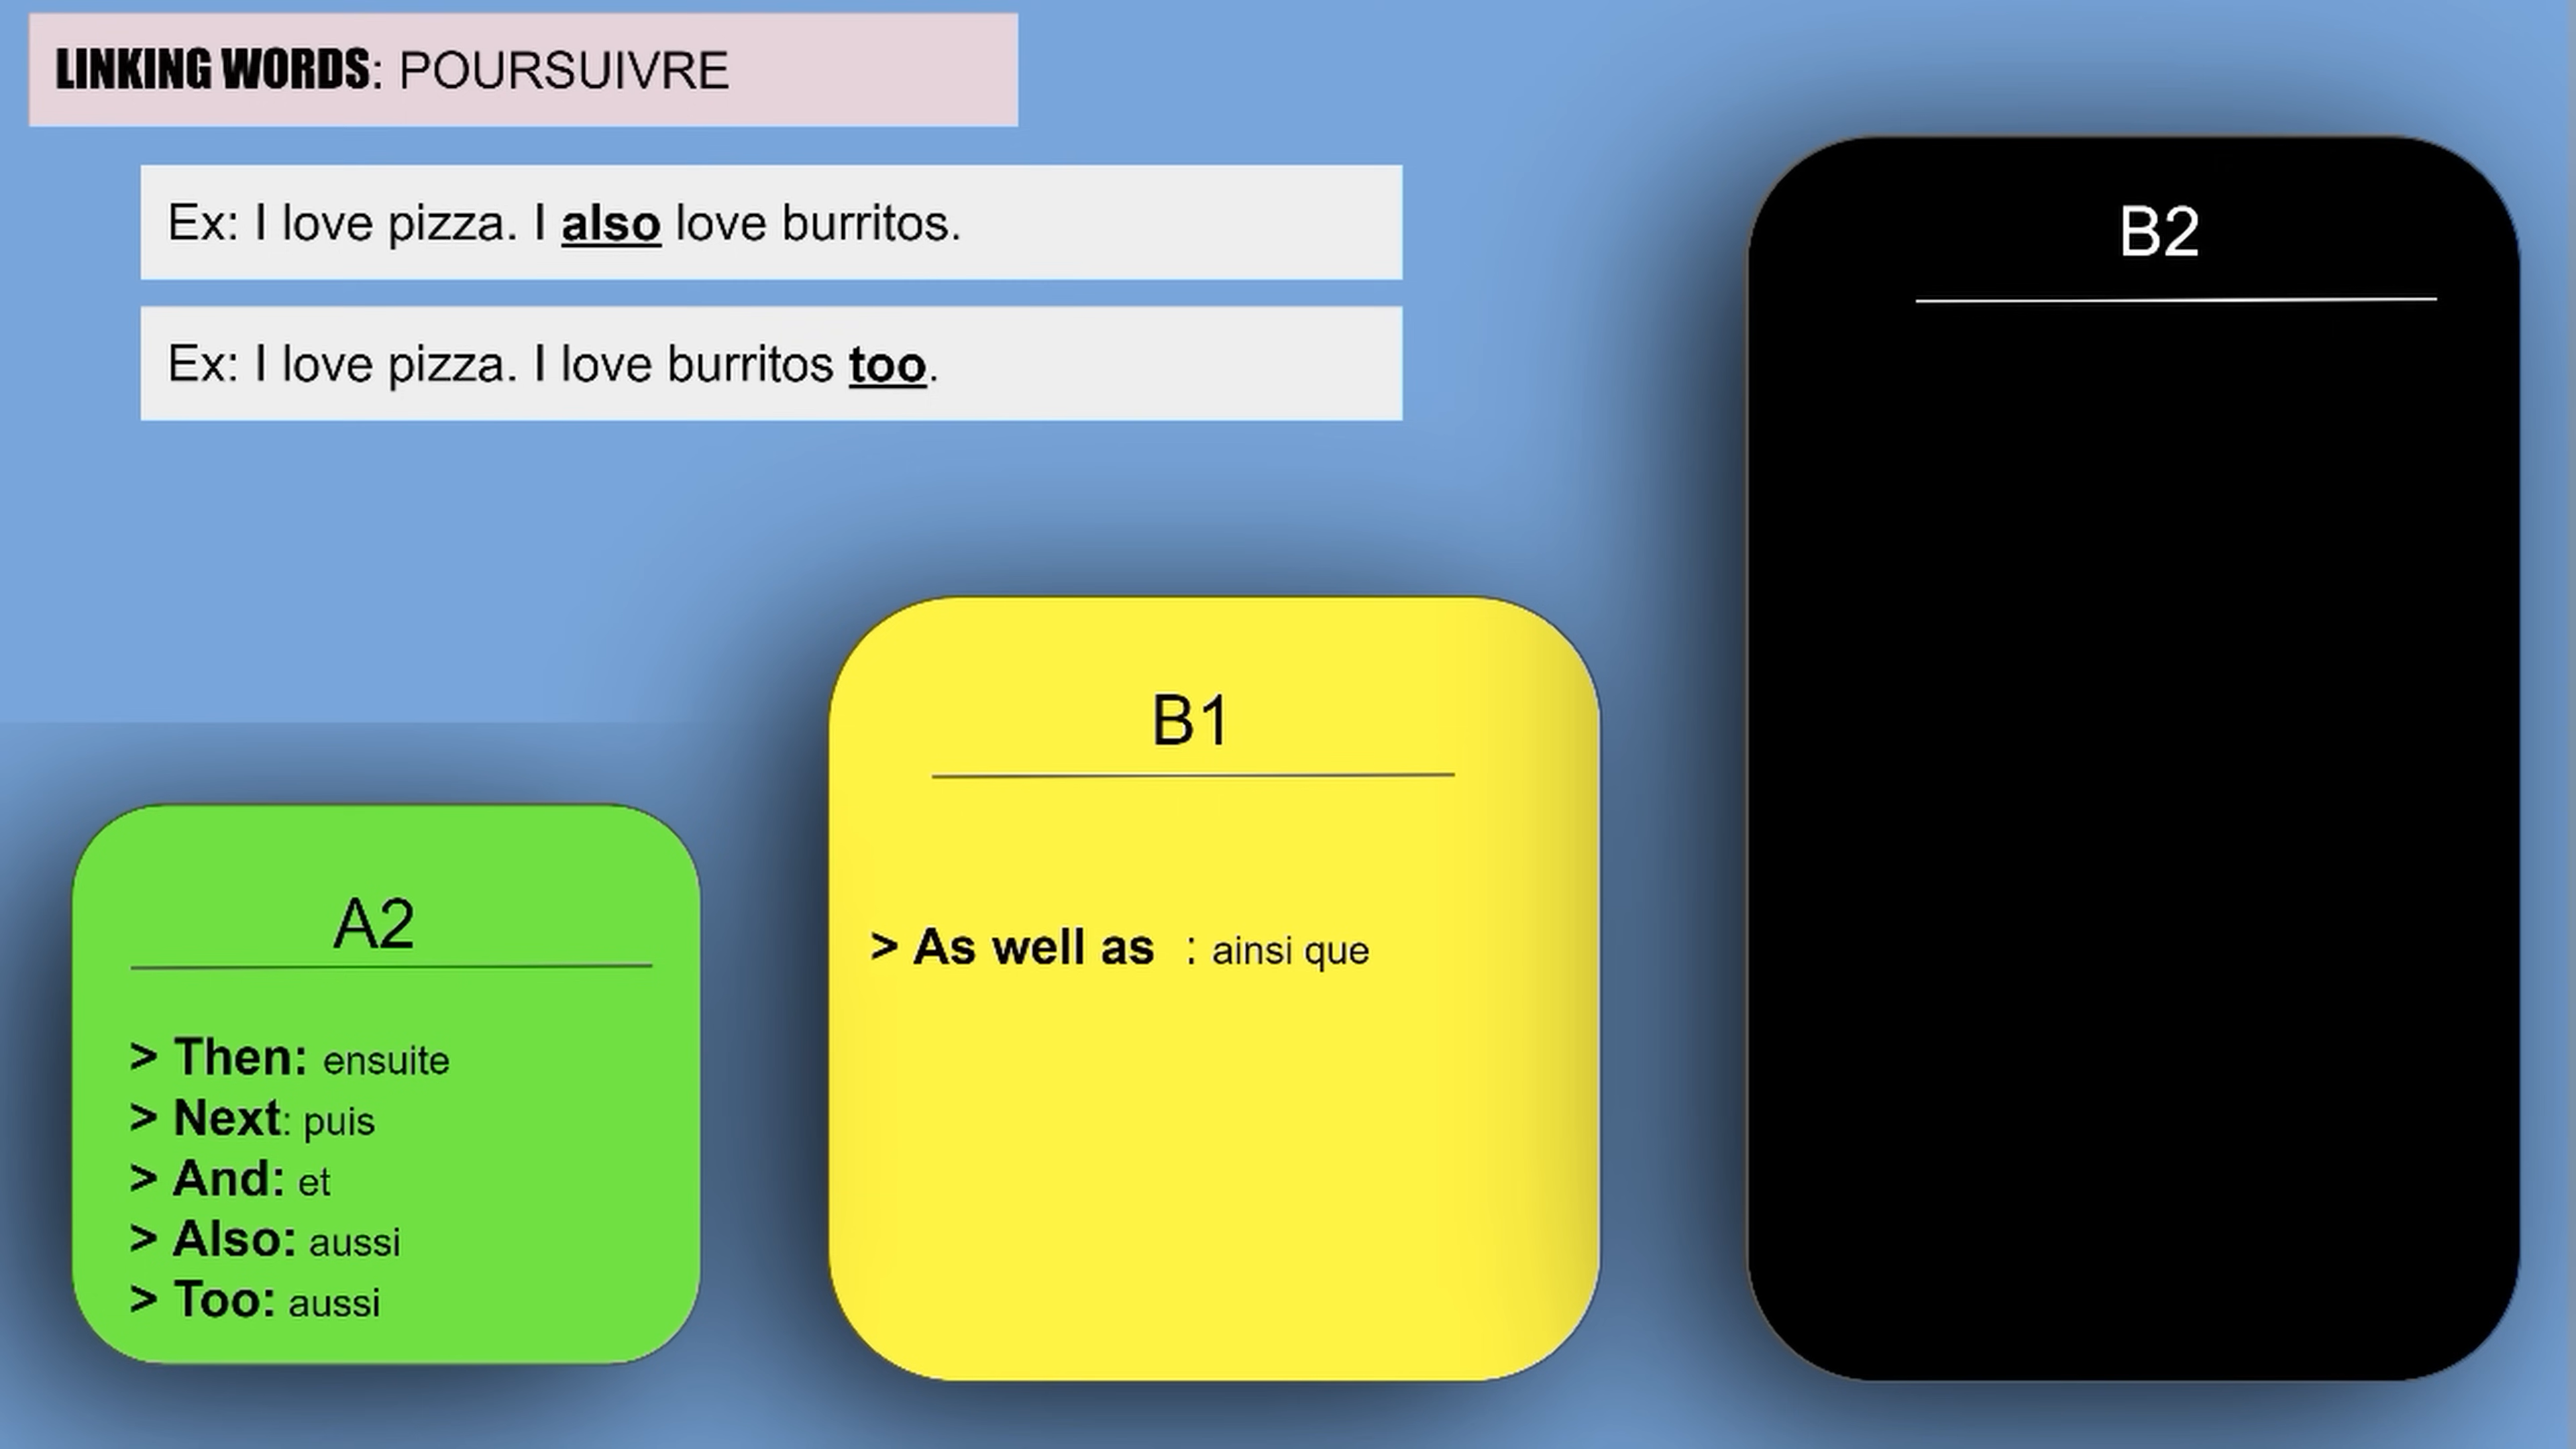 LINKING WORDS: POURSUIVRE
Ex: I love pizza. I also love burritos.
Ex: I love pizza. I love burritos too.
A2
> Then: ensuite
> Next: puis
> And: et
> Also: aussi
> Too: aussi
B1
> As well as : ainsi que
B2